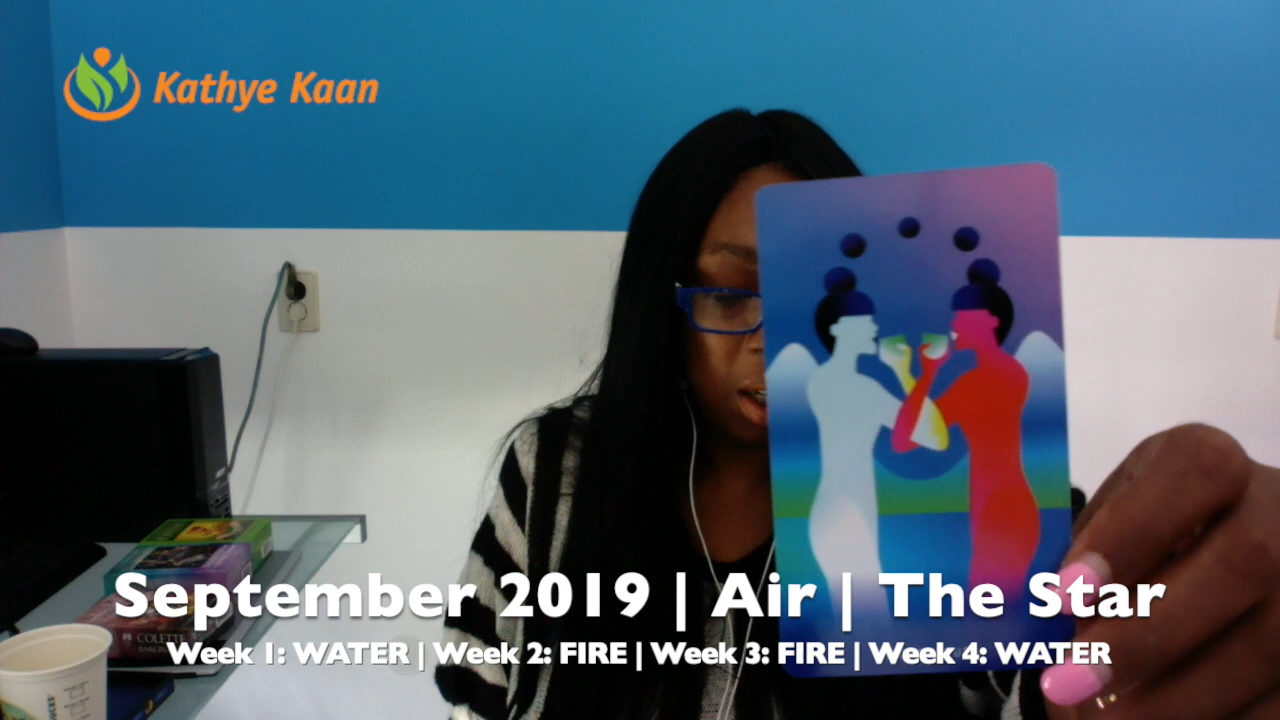 Kathye Kaan
September 2019 | Air | The Star
Week 1: WATER | Week 2: FIRE | Week 3: FIRE | Week 4: WATER
COLETTE